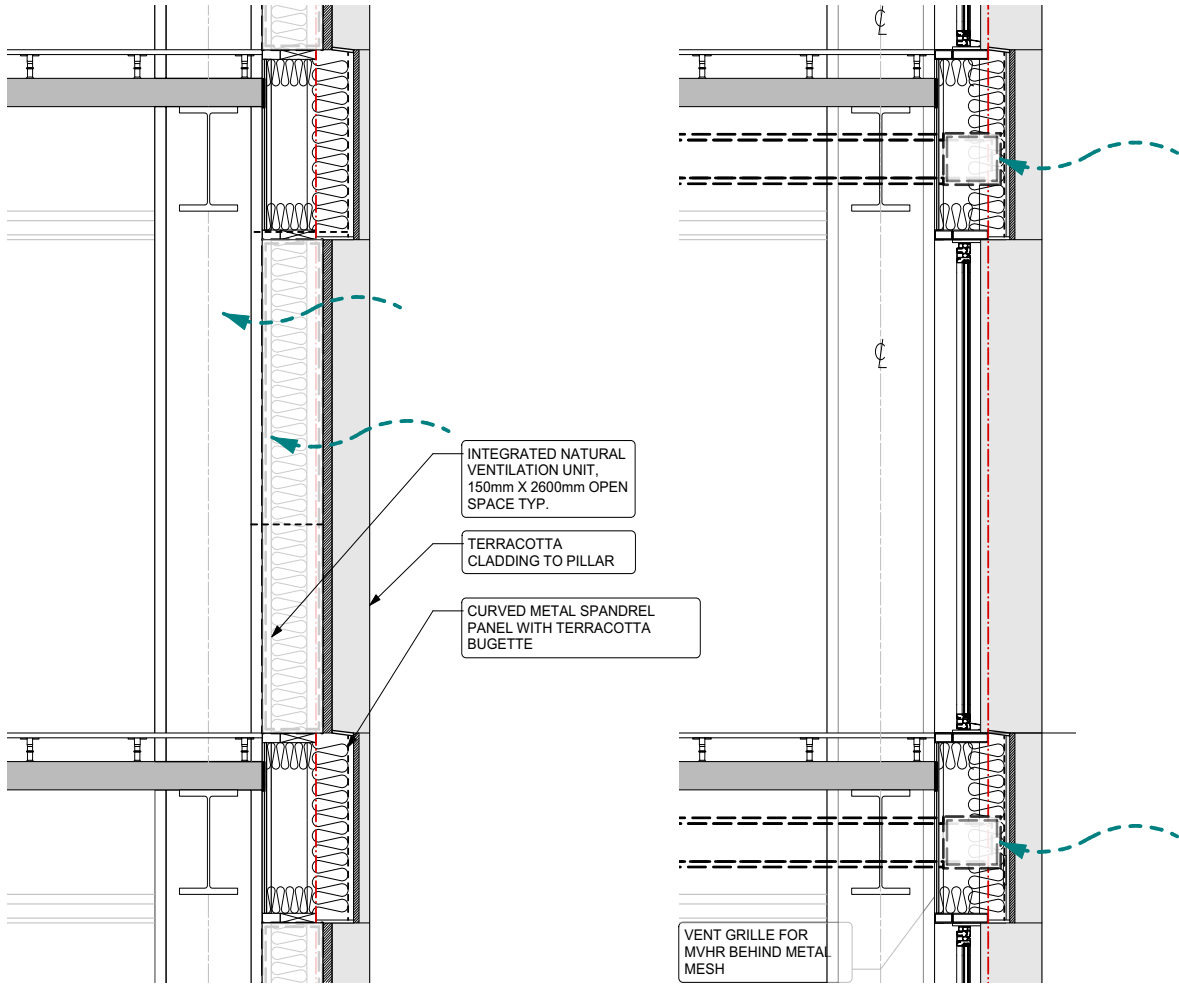 INTEGRATED NATURAL
VENTILATION UNIT,
150mm X 2600mm OPEN
SPACE TYP.
TERRACOTTA
CLADDING TO PILLAR
CURVED METAL SPANDREL
PANEL WITH TERRACOTTA
BUGETTE
VENT GRILLE FOR
MVHR BEHIND METAL
MESH